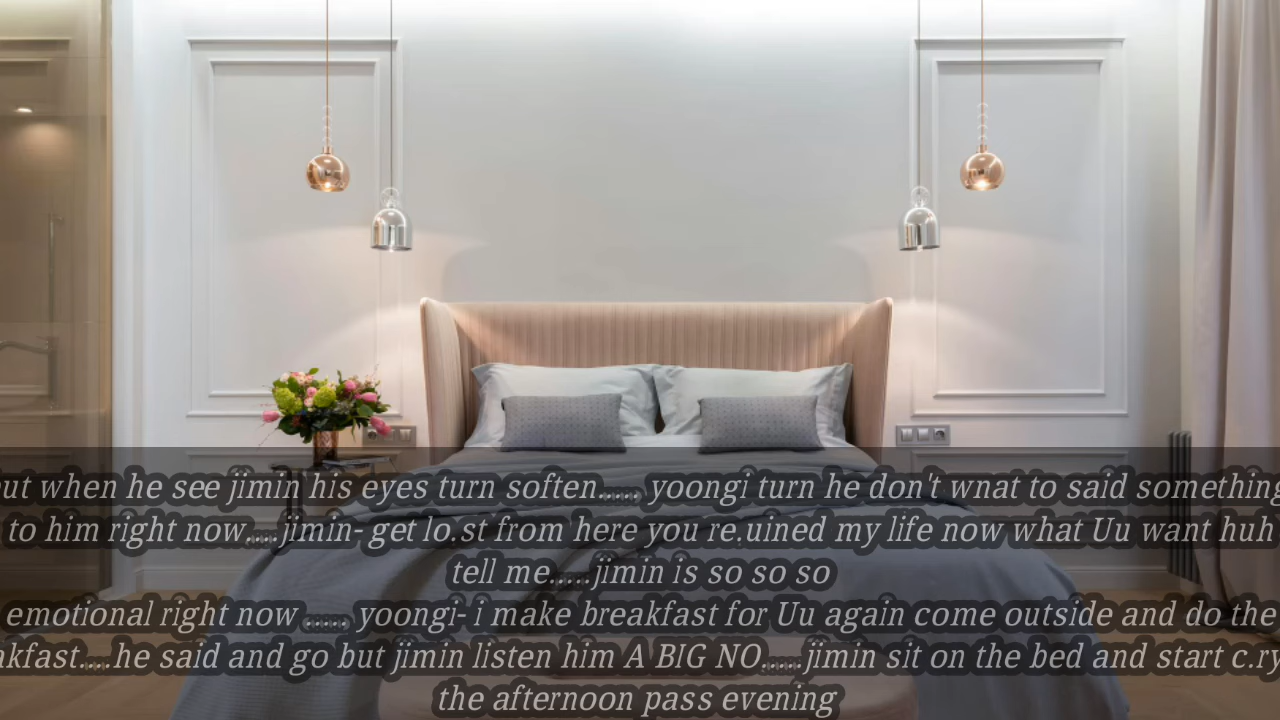 ut when he see jimin his eyes turn soften..... yoongi turn he don't wnat to said something
to him right now....jimin- get lo.st from here you re.uined my life now what Uu want huh
tell me.....jimin is so so so
emotional right now ..... yoongi- i make breakfast for Uu again come outside and do the
kfast....he said and go but jimin listen him A BIG NO.....jimin sit on the bed and start c.ry
the afternoon pass evening